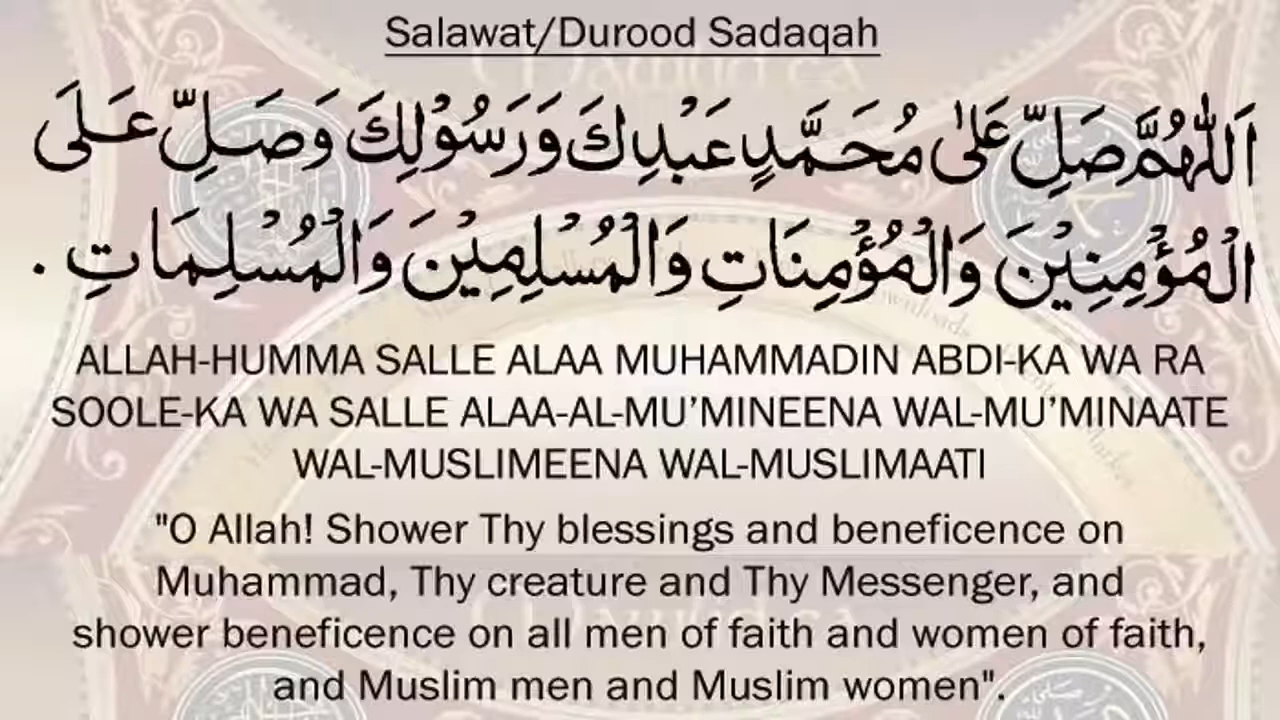 Salawat/Durood Sadaqah
اَللّٰهُمَّ صَلِّ عَلٰى مُحَمَّدٍ عَبْدِكَ وَرَسُوْلِكَ وَصَلِّ عَلَى
الْمُؤْمِنِيْنَ وَالْمُؤْمِنَاتِ وَالْمُسْلِمِيْنَ وَالْمُسْلِمَاتِ .
ALLAH-HUMMA SALLE ALAA MUHAMMADIN ABDI-KA WA RA
SOOLE-KA WA SALLE ALAA-AL-MU’MINEENA WAL-MU’MINAATE
WAL-MUSLIMEENA WAL-MUSLIMAATI
"O Allah! Shower Thy blessings and beneficence on
Muhammad, Thy creature and Thy Messenger, and
shower beneficence on all men of faith and women of faith,
and Muslim men and Muslim women".